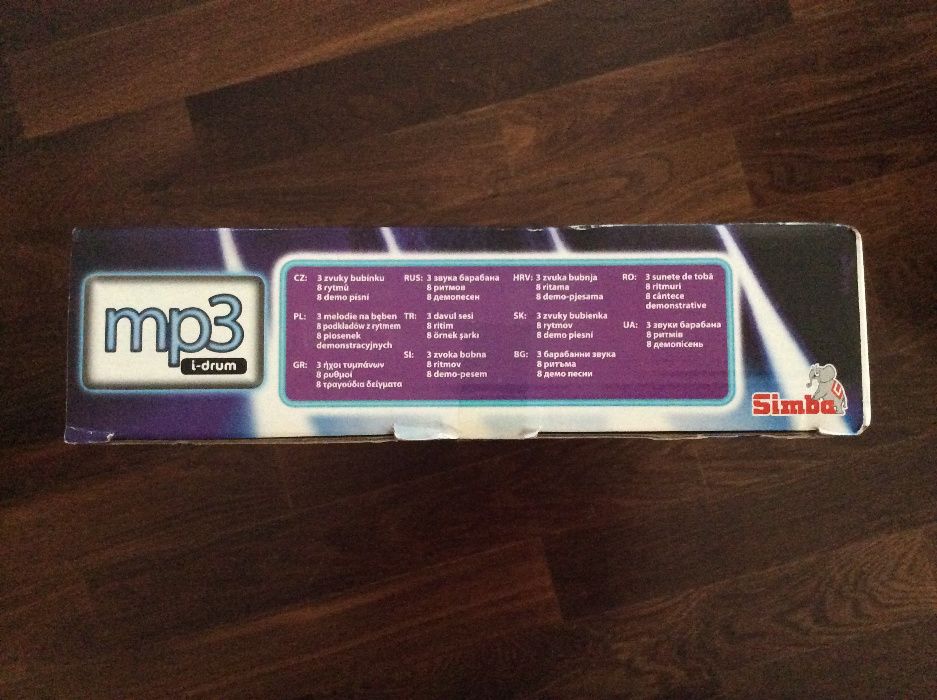 mp3
i-drum
CZ: 3 zvuky bubínku
8 rytmů
8 demo písní
PL: 3 melodie na bęben
8 podkładów z rytmem
8 piosenek
demonstracyjnych
GR: 3 ήχοι τυμπάνων
8 ρυθμοί
8 τραγούδια δείγματα
RUS: 3 звука барабана
8 ритмов
8 демопесен
TR: 3 davul sesi
8 ritim
8 örnek şarkı
SI: 3 zvoka bobna
8 ritmov
8 demo-pesem
HRV: 3 zvuka bubnja
8 ritama
8 demo-pjesama
SK: 3 zvuky bubienka
8 rytmov
8 demo piesní
BG: 3 барабанни звука
8 ритъма
8 демо песни
RO: 3 sunete de tobă
8 ritmuri
8 cântece
demonstrative
UA: 3 звуки барабана
8 ритмів
8 демопісень
Simba